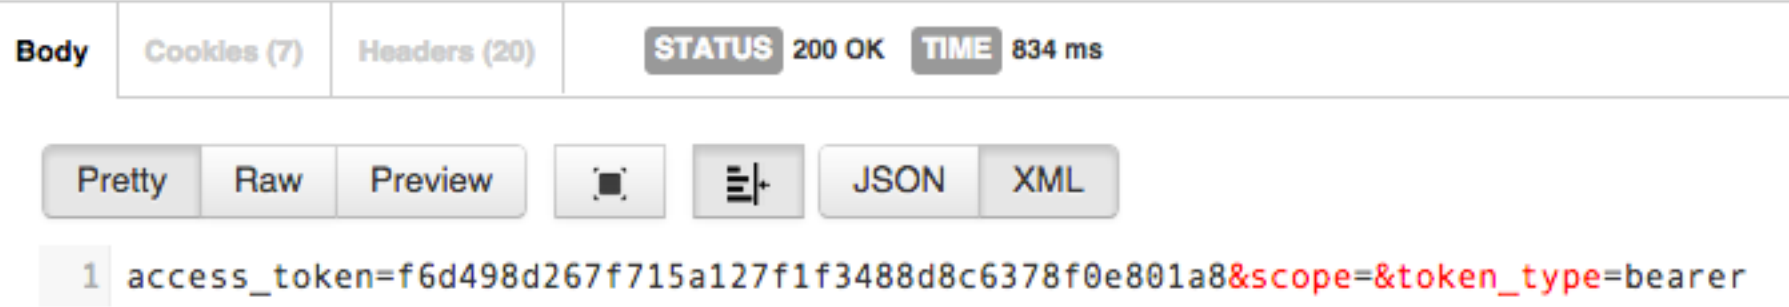 Body Cookies (7) Headers (20) STATUS 200 OK TIME 834 ms
Pretty Raw Preview JSON XML
1 access_token=f6d498d267f715a127f1f3488d8c6378f0e801a8&scope=&token_type=bearer